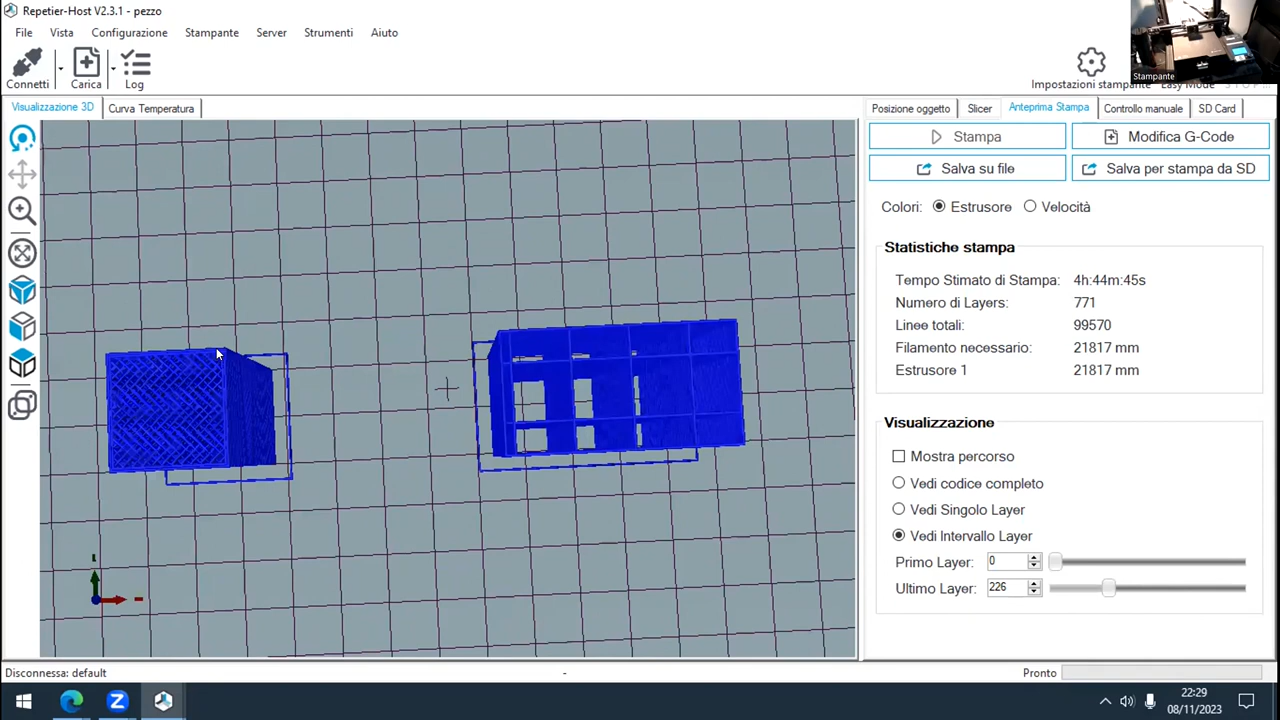 Repetier-Host V2.3.1 - pezzo
File Vista Configurazione Stampante Server Strumenti Aiuto
Connetti Carica Log
Impostazioni stampante Easy Mode
Stampante
Visualizzazione 3D Curva Temperatura
Posizione oggetto Slicer Anteprima Stampa Controllo manuale SD Card
Stampa Modifica G-Code
Salva su file Salva per stampa da SD
Colori: Estrusore Velocità
Statistiche stampa
Tempo Stimato di Stampa: 4h:44m:45s
Numero di Layers: 771
Linee totali: 99570
Filamento necessario: 21817 mm
Estrusore 1 21817 mm
Visualizzazione
Mostra percorso
Vedi codice completo
Vedi Singolo Layer
Vedi Intervallo Layer
Primo Layer: 0
Ultimo Layer: 226
Disconnessa: default - Pronto
22:29
08/11/2023